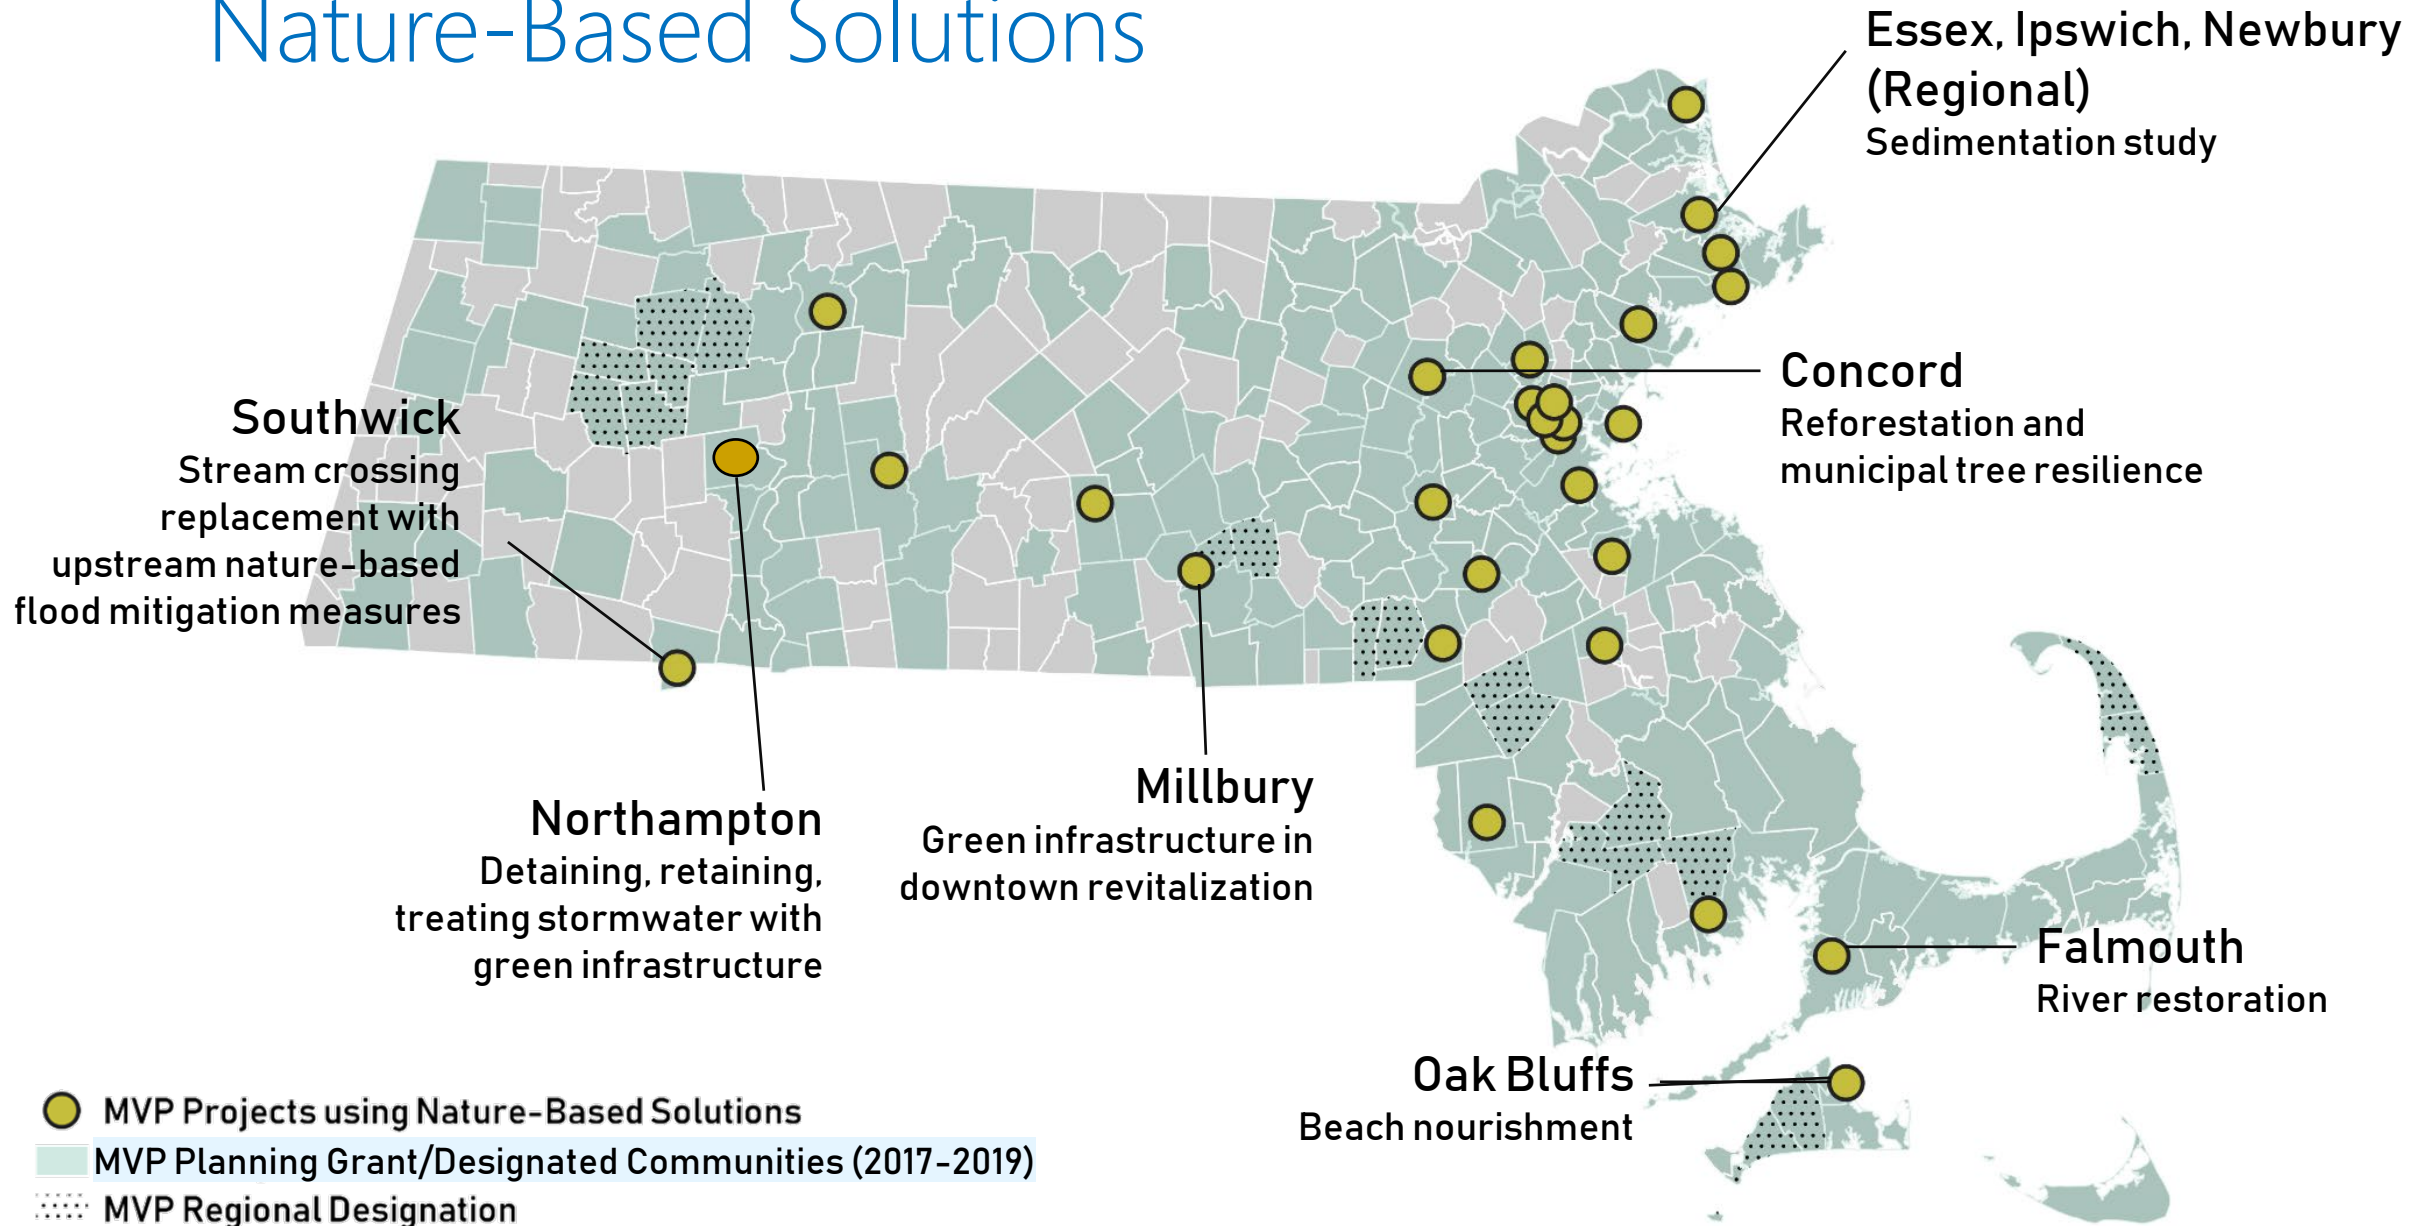 Nature-Based Solutions
Essex, Ipswich, Newbury
(Regional)
Sedimentation study
Concord
Reforestation and
municipal tree resilience
Southwick
Stream crossing
replacement with
upstream nature-based
flood mitigation measures
Northampton
Detaining, retaining,
treating stormwater with
green infrastructure
Millbury
Green infrastructure in
downtown revitalization
Falmouth
River restoration
Oak Bluffs
Beach nourishment
MVP Projects using Nature-Based Solutions
MVP Planning Grant/Designated Communities (2017-2019)
MVP Regional Designation